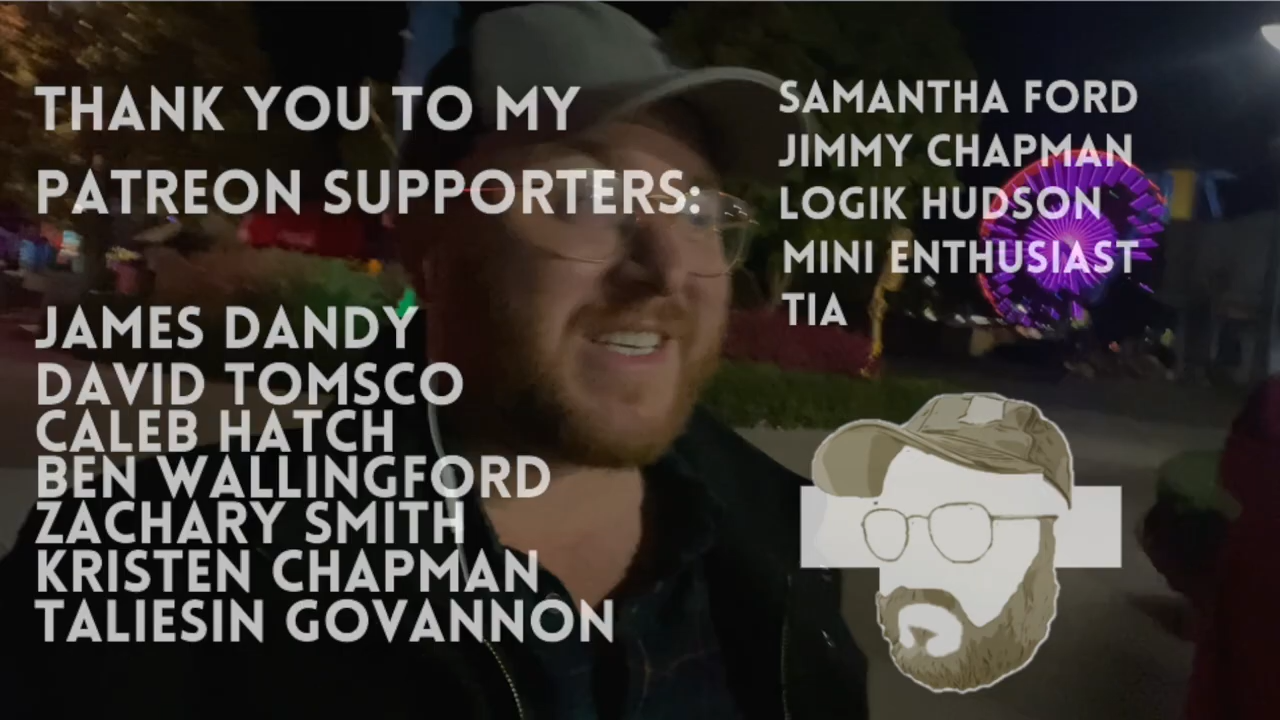 THANK YOU TO MY
PATREON SUPPORTERS:
JAMES DANDY
DAVID TOMSCO
CALEB HATCH
BEN WALLINGFORD
ZACHARY SMITH
KRISTEN CHAPMAN
TALIESIN GOVANNON
SAMANTHA FORD
JIMMY CHAPMAN
LOGIK HUDSON
MINI ENTHUSIAST
TIA